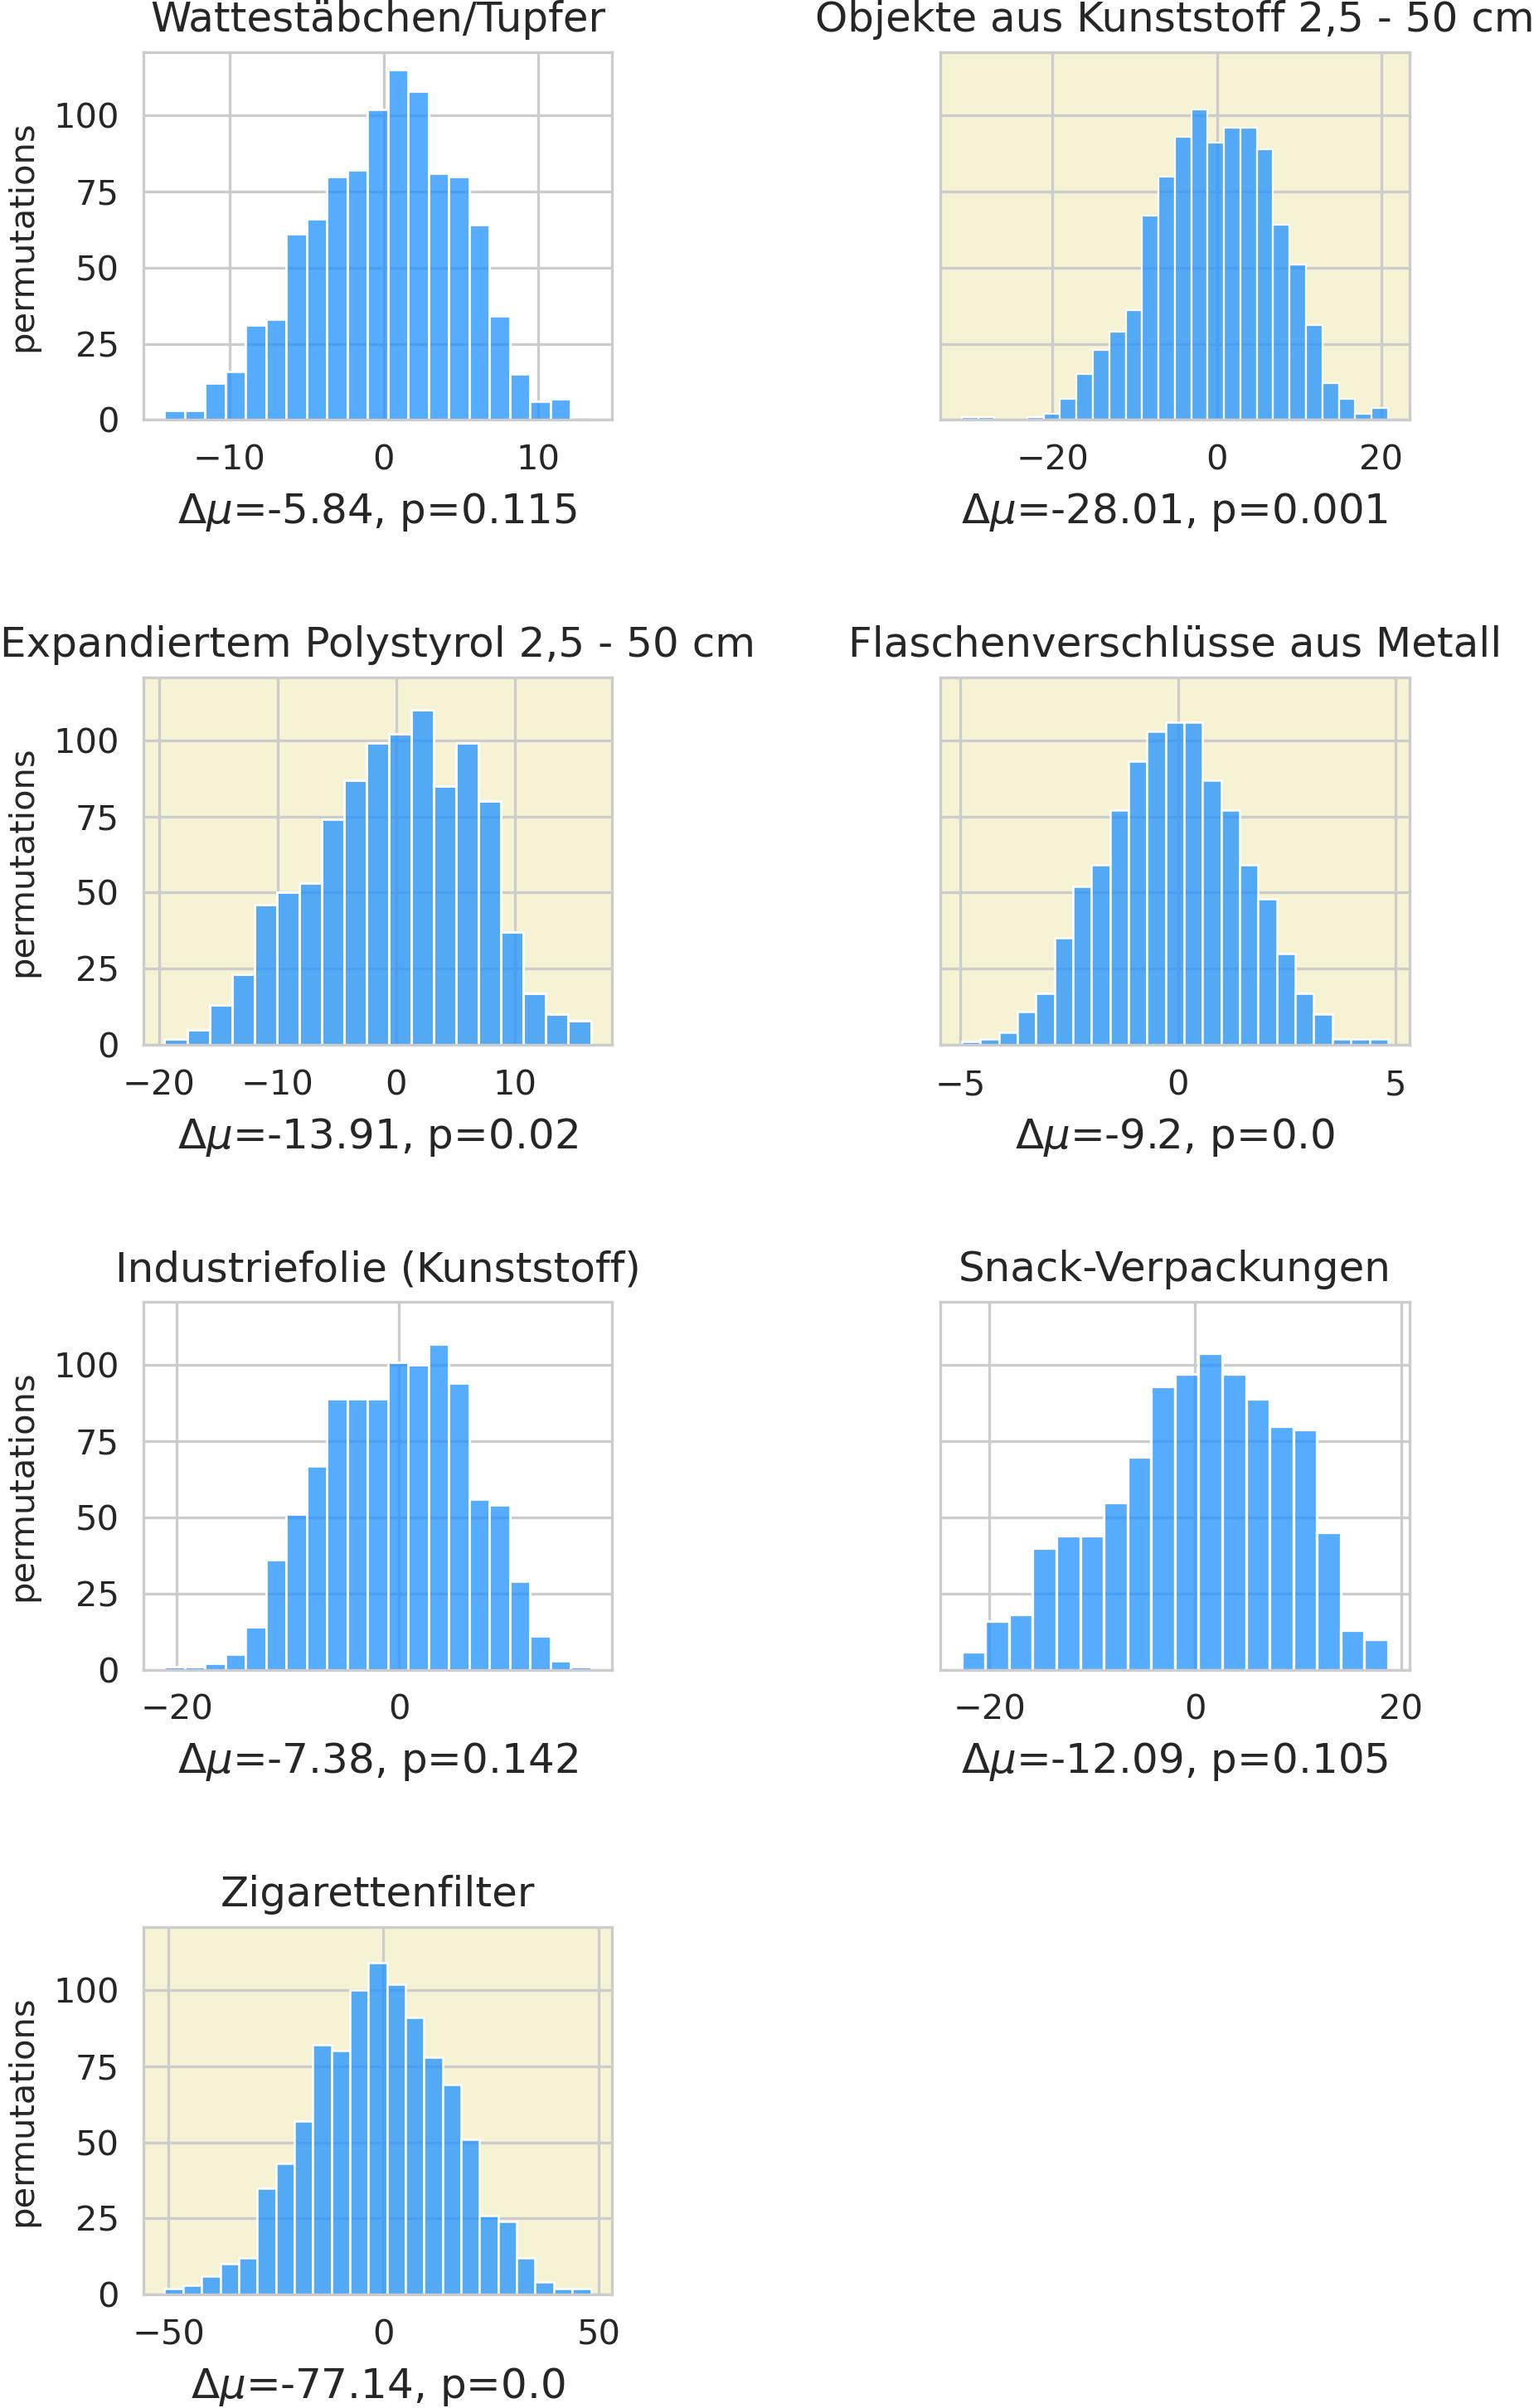 Wattestäbchen/Tupfer
permutations
100
75
50
25
0
−10 0 10
Δμ=-5.84, p=0.115
Objekte aus Kunststoff 2,5 - 50 cm
−20 0 20
Δμ=-28.01, p=0.001
Expandiertem Polystyrol 2,5 - 50 cm
permutations
100
75
50
25
0
−20 −10 0 10
Δμ=-13.91, p=0.02
Flaschenverschlüsse aus Metall
−5 0 5
Δμ=-9.2, p=0.0
Industriefolie (Kunststoff)
permutations
100
75
50
25
0
−20 0
Δμ=-7.38, p=0.142
Snack-Verpackungen
−20 0 20
Δμ=-12.09, p=0.105
Zigarettenfilter
permutations
100
75
50
25
0
−50 0 50
Δμ=-77.14, p=0.0